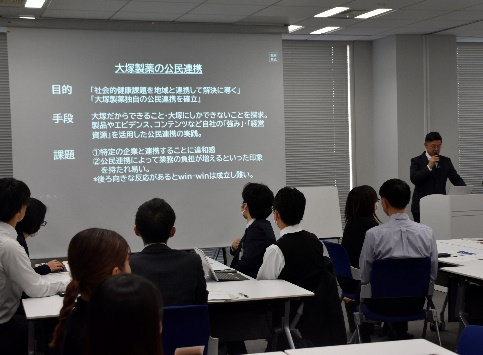 大塚製薬の公民連携
目的 「社会的健康課題を地域と連携して解決に導く」
「大塚製薬独自の公民連携を確立」
手段 大塚だからできること・大塚にしかできないことを探求。
製品やエビデンス、コンテンツなど自社の「強み」・「経営
資源」を活用した公民連携の実践。
課題 ①特定の企業と連携することに違和感
②公民連携によって業務の負担が増えるといった印象
を持たれ易い。
*後ろ向きな反応があるとwin-winは成立し難い。